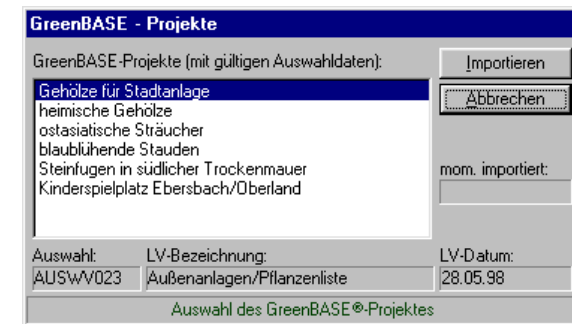 GreenBASE - Projekte
GreenBASE-Projekte (mit gültigen Auswahldaten):
Importieren
Gehölze für Stadtanlage
Abbrechen
heimische Gehölze
ostasiatische Sträucher
blaublühende Stauden
Steinfugen in südlicher Trockenmauer
mom. importiert:
Kinderspielplatz Ebersbach/Oberland
Auswahl: LV-Bezeichnung: LV-Datum:
AUSWV023 Außenanlagen/Pflanzenliste 28.05.98
Auswahl des GreenBASE®-Projektes